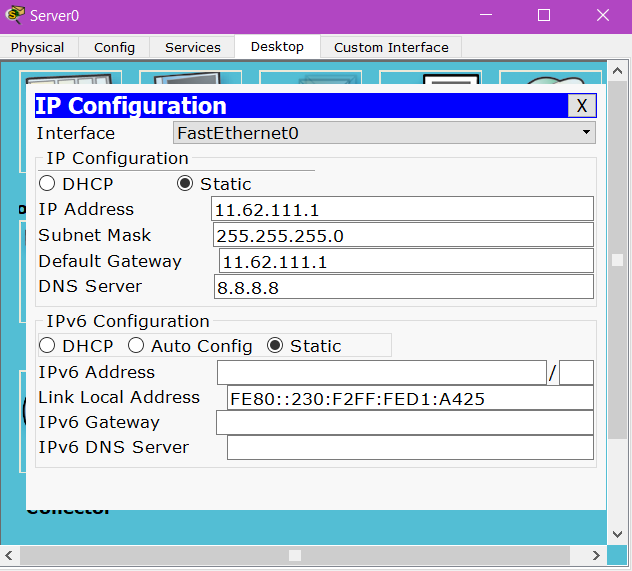 Server0
Physical Config Services Desktop Custom Interface
IP Configuration X
Interface FastEthernet0
IP Configuration
DHCP Static
IP Address 11.62.111.1
Subnet Mask 255.255.255.0
Default Gateway 11.62.111.1
DNS Server 8.8.8.8
IPv6 Configuration
DHCP Auto Config Static
IPv6 Address /
Link Local Address FE80::230:F2FF:FED1:A425
IPv6 Gateway
IPv6 DNS Server
Collector